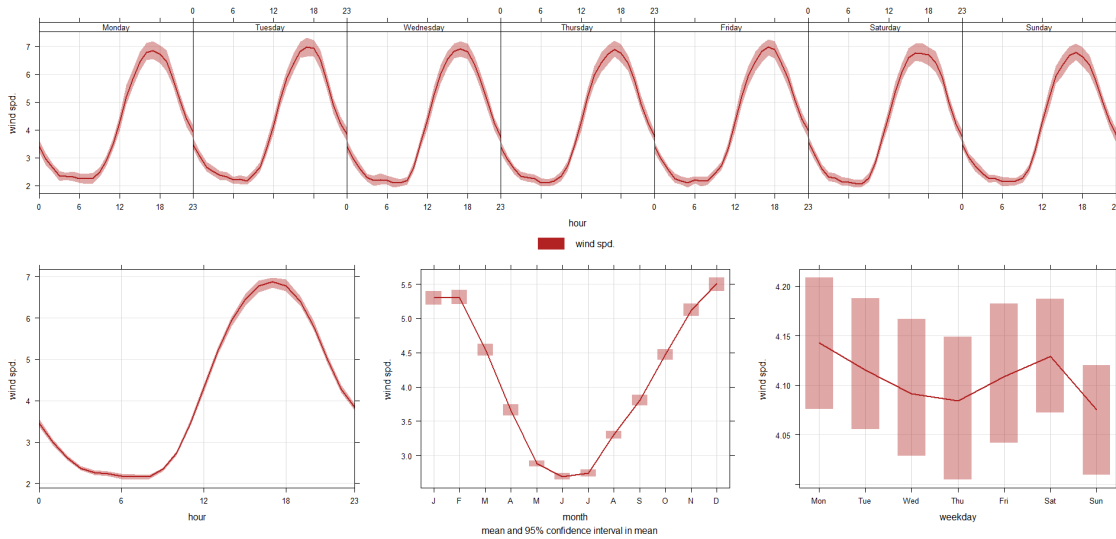 0 6 12 18 23 0 6 12 18 23 0 6 12 18 23
Monday Tuesday Wednesday Thursday Friday Saturday Sunday
7
6
5
4
3
2
wind spd.
0 6 12 18 23 0 6 12 18 23 0 6 12 18 23 0 6 12 18 23
hour
wind spd.
7
6
5
4
3
2
wind spd.
0 6 12 18 23
hour
5.5
5.0
4.5
4.0
3.5
3.0
wind spd.
J F M A M J J A S O N D
month
mean and 95% confidence interval in mean
4.20
4.15
4.10
4.05
wind spd.
Mon Tue Wed Thu Fri Sat Sun
weekday